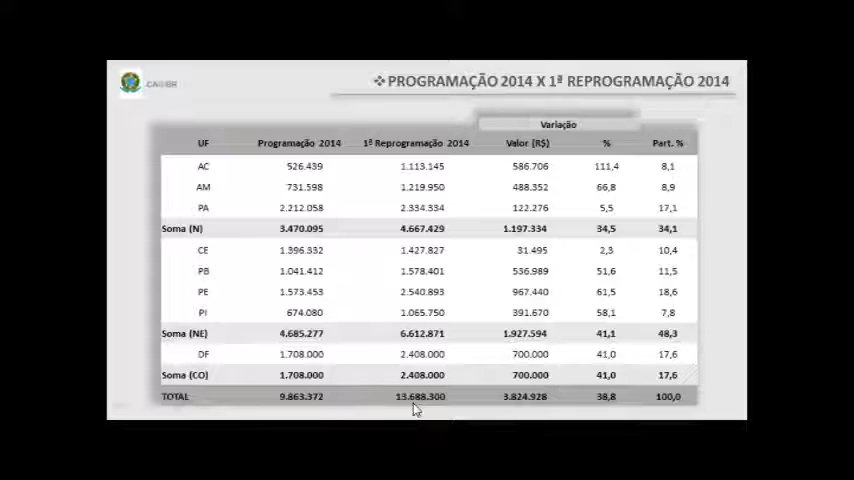 CAU/BR
❖PROGRAMAÇÃO 2014 X 1ª REPROGRAMAÇÃO 2014
Variação
UF Programação 2014 1ª Reprogramação 2014 Valor (R$) % Part. %
AC 526.439 1.113.145 586.706 111,4 8,1
AM 731.598 1.219.950 488.352 66,8 8,9
PA 2.212.058 2.334.334 122.276 5,5 17,1
Soma (N) 3.470.095 4.667.429 1.197.334 34,5 34,1
CE 1.396.332 1.427.827 31.495 2,3 10,4
PB 1.041.412 1.578.401 536.989 51,6 11,5
PE 1.573.453 2.540.893 967.440 61,5 18,6
PI 674.080 1.065.750 391.670 58,1 7,8
Soma (NE) 4.685.277 6.612.871 1.927.594 41,1 48,3
DF 1.708.000 2.408.000 700.000 41,0 17,6
Soma (CO) 1.708.000 2.408.000 700.000 41,0 17,6
TOTAL 9.863.372 13.688.300 3.824.928 38,8 100,0